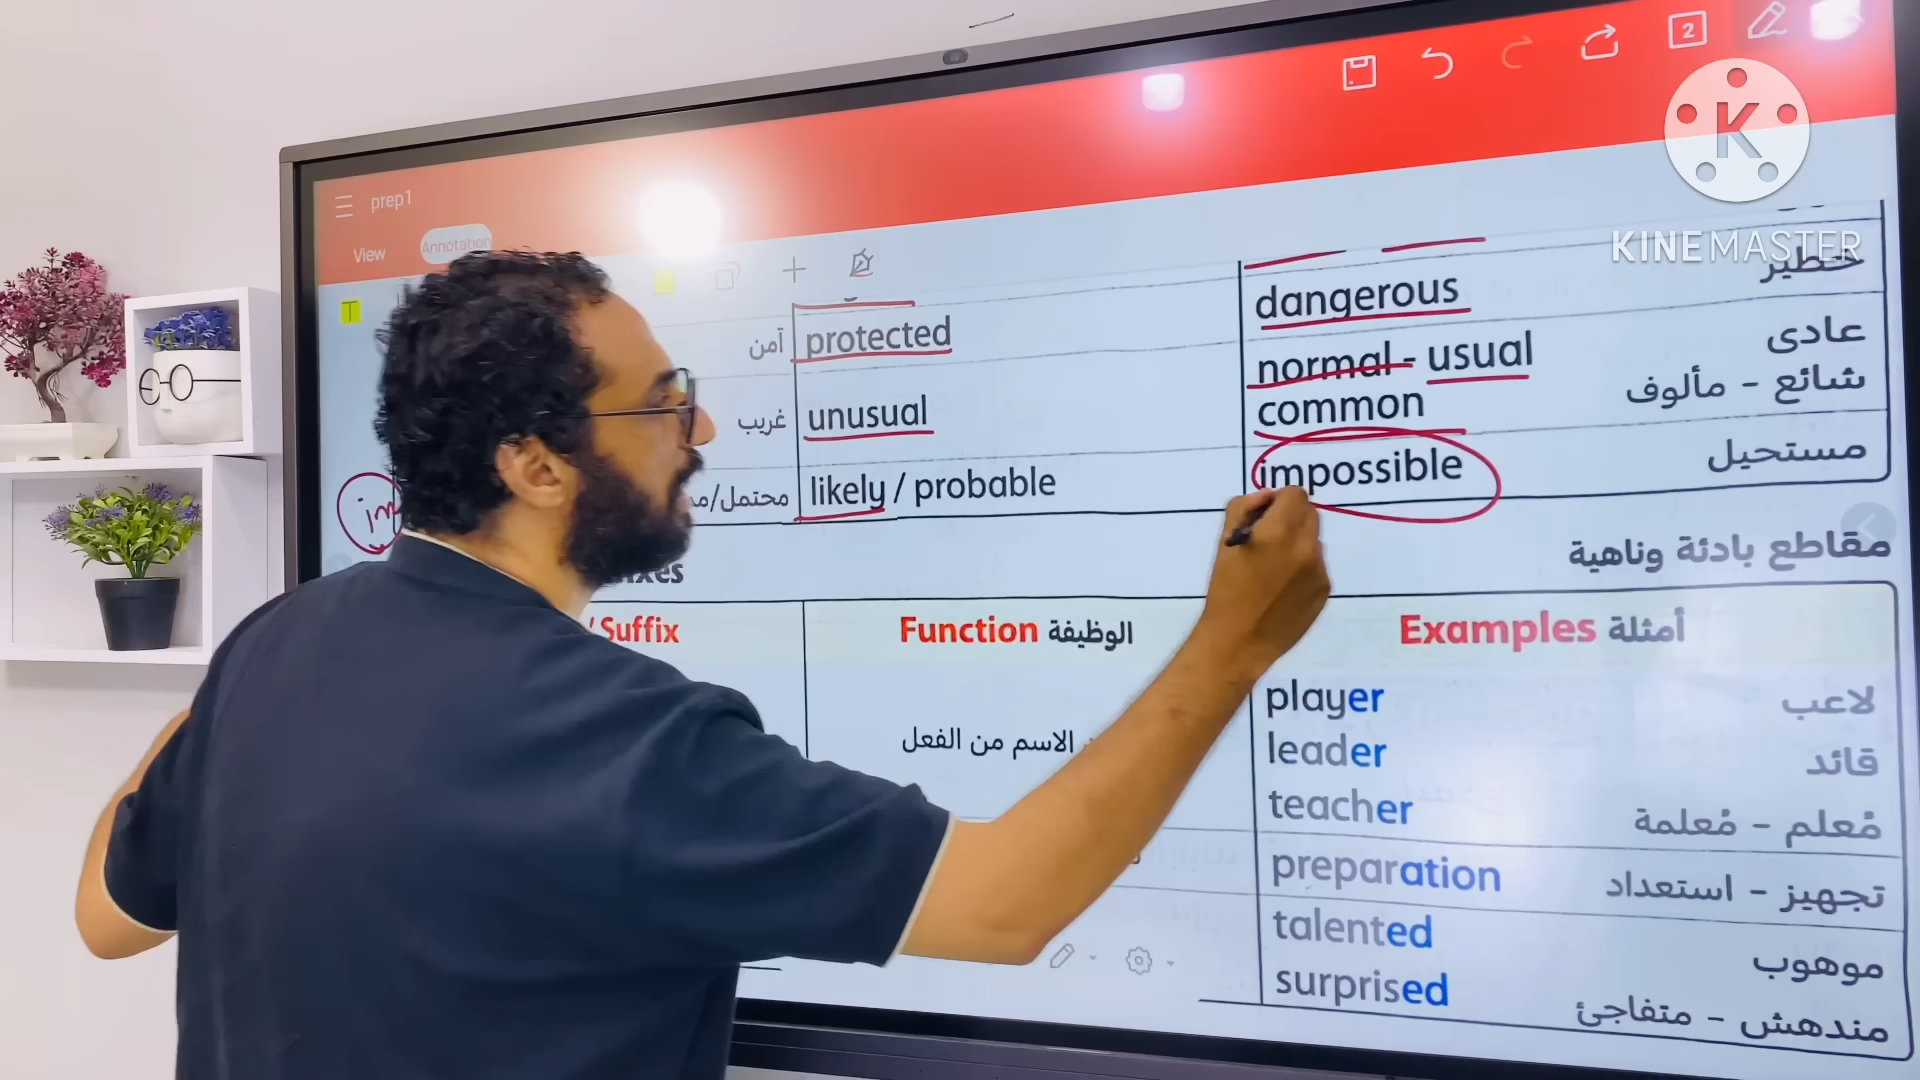 prep1
2
K
KINEMASTER
View
Annotation
T
dangerous خطير
آمن protected
normal - usual عادى
common شائع - مألوف
غريب unusual
impossible مستحيل
likely / probable
im
مقاطع بادئة وناهية
/ Suffix
Function الوظيفة
Examples أمثلة
player لاعب
leader قائد
الاسم من الفعل
teacher مُعلم - مُعلمة
preparation تجهيز - استعداد
talented موهوب
surprised مندهش - متفاجئ